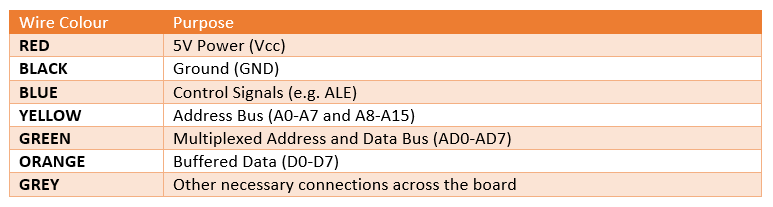 Wire Colour Purpose
RED 5V Power (Vcc)
BLACK Ground (GND)
BLUE Control Signals (e.g. ALE)
YELLOW Address Bus (A0-A7 and A8-A15)
GREEN Multiplexed Address and Data Bus (AD0-AD7)
ORANGE Buffered Data (D0-D7)
GREY Other necessary connections across the board